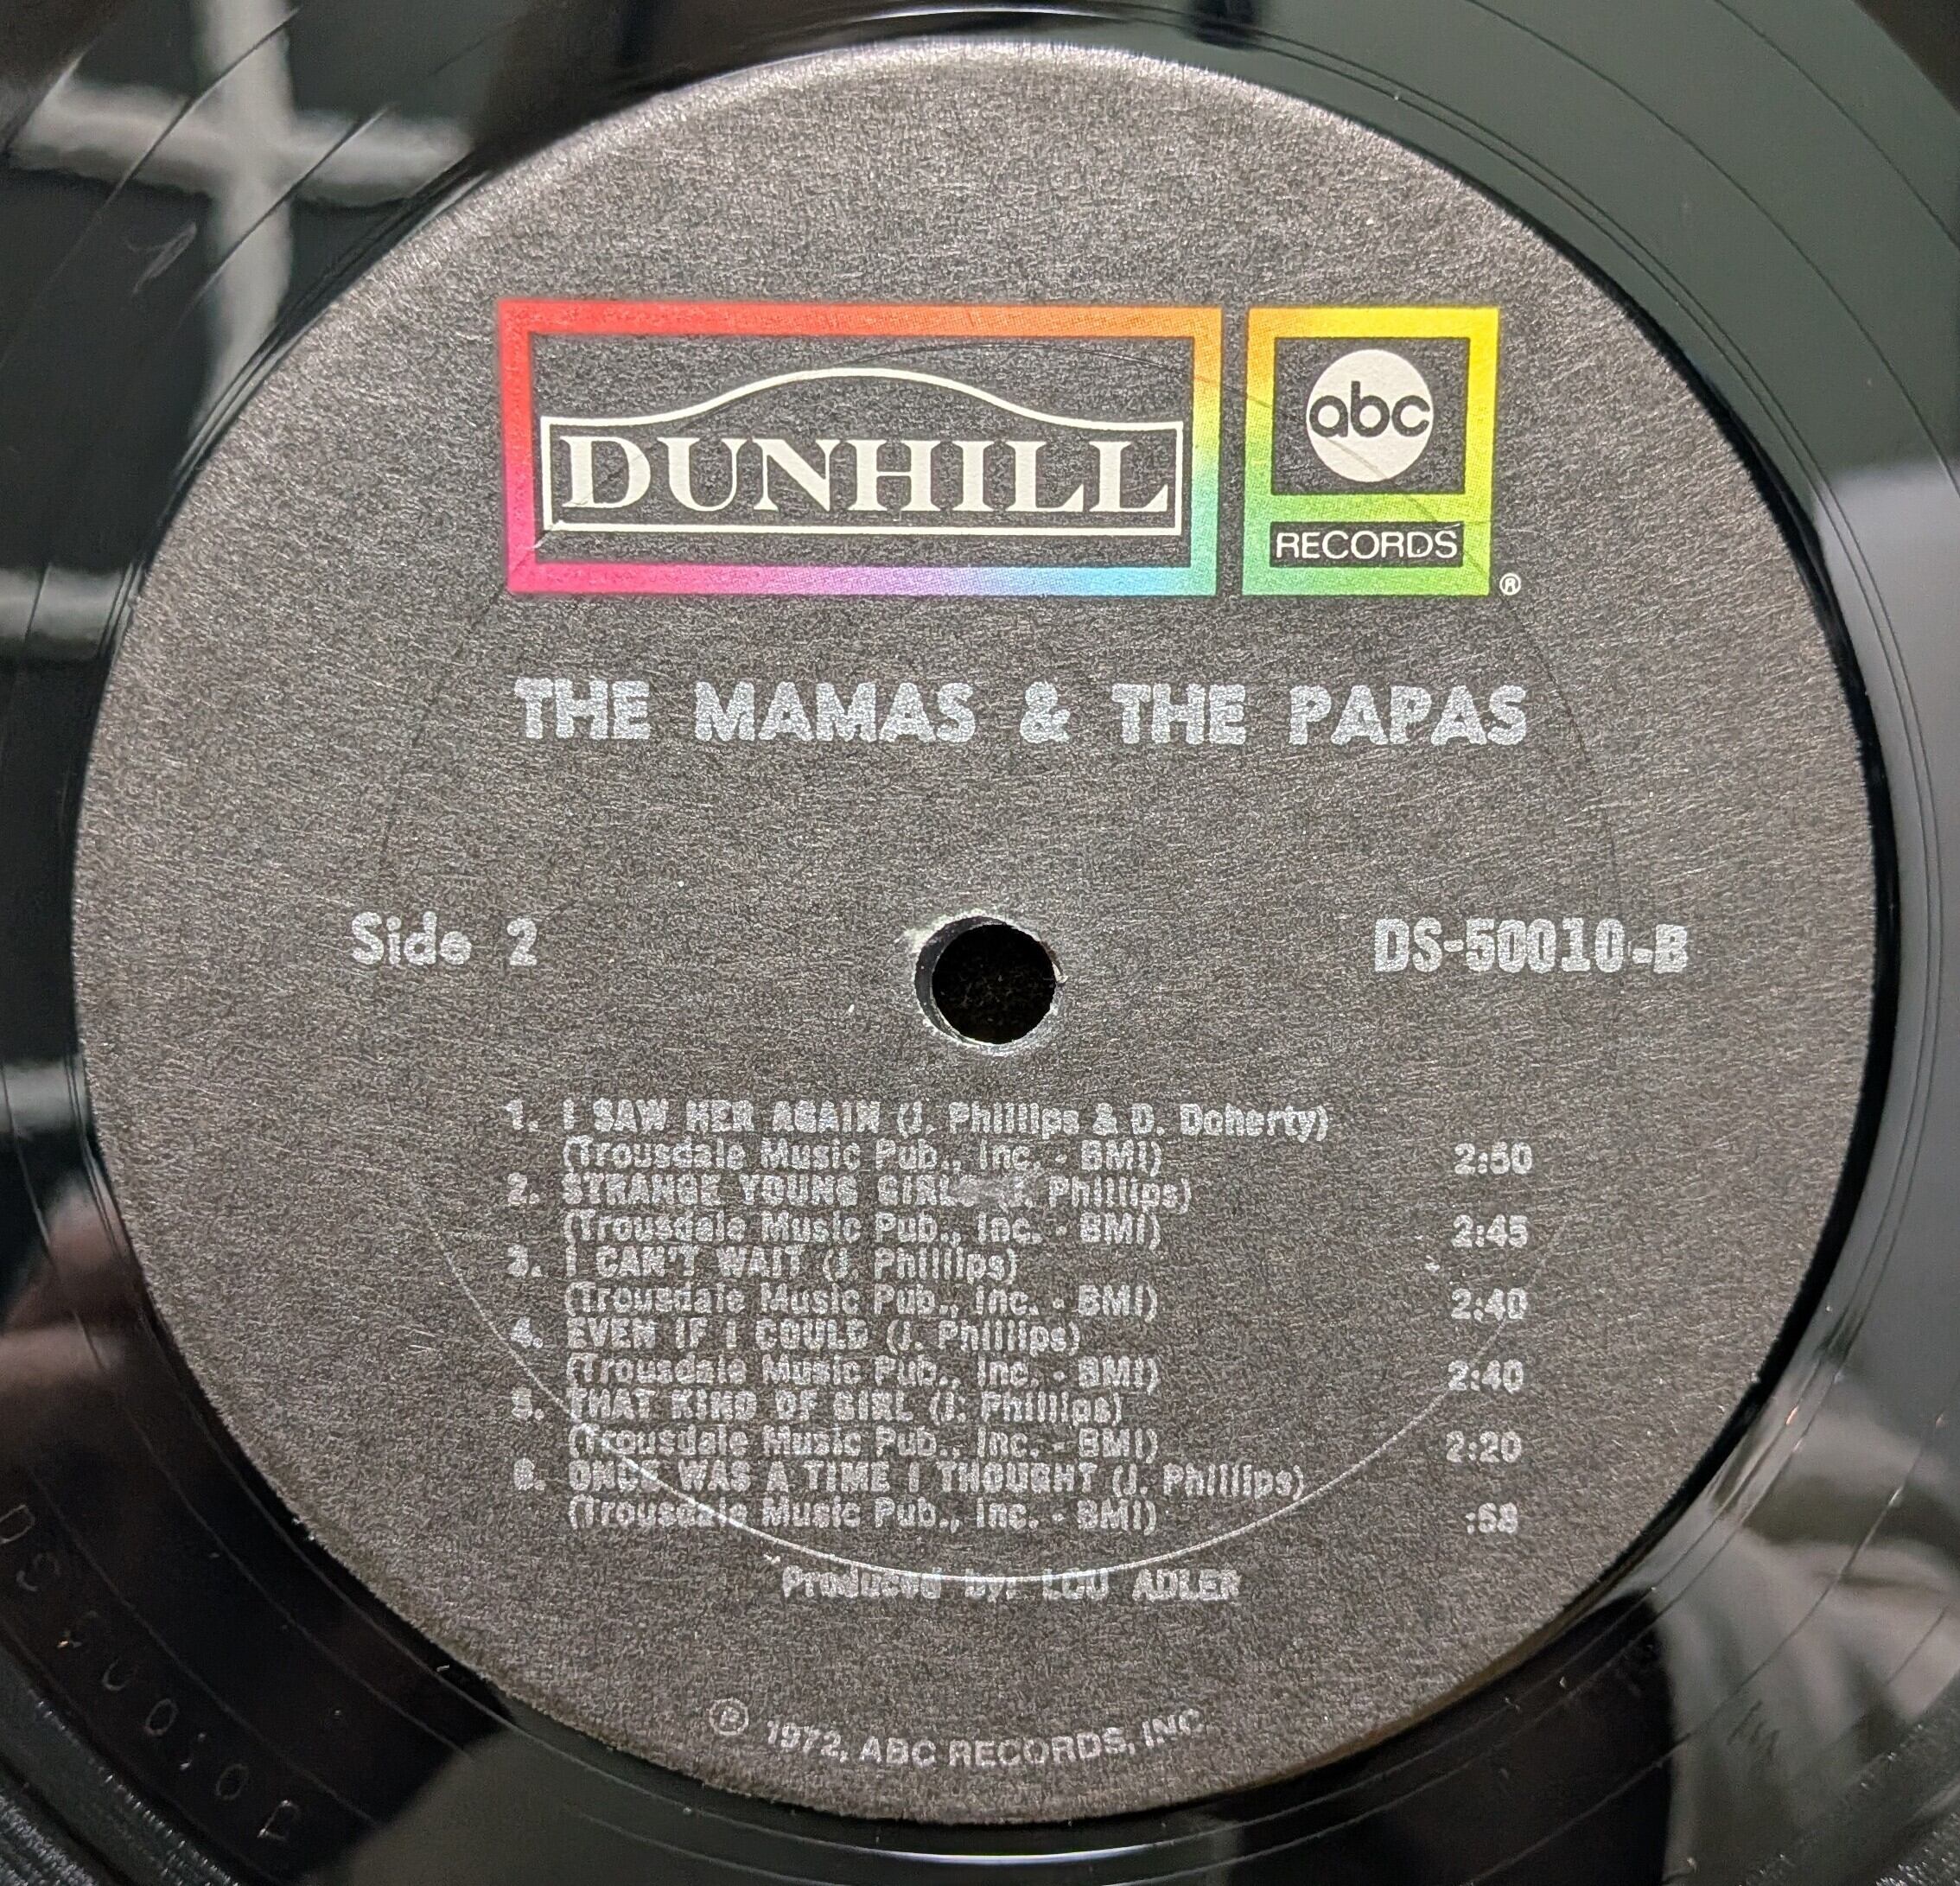 DUNHILL
abc
RECORDS
®
THE MAMAS & THE PAPAS
Side 2
DS-50010-B
1. I SAW HER AGAIN (J. Phillips & D. Doherty)
(Trousdale Music Pub., Inc. - BMI) 2:50
2. STRANGE YOUNG GIRLS (J. Phillips)
(Trousdale Music Pub., Inc. - BMI) 2:45
3. I CAN'T WAIT (J. Phillips)
(Trousdale Music Pub., Inc. - BMI) 2:40
4. EVEN IF I COULD (J. Phillips)
(Trousdale Music Pub., Inc. - BMI) 2:40
5. THAT KIND OF GIRL (J. Phillips)
(Trousdale Music Pub., Inc. - BMI) 2:20
6. ONCE WAS A TIME I THOUGHT (J. Phillips)
(Trousdale Music Pub., Inc. - BMI) :58
Produced by: LOU ADLER
℗ 1972, ABC RECORDS, INC.